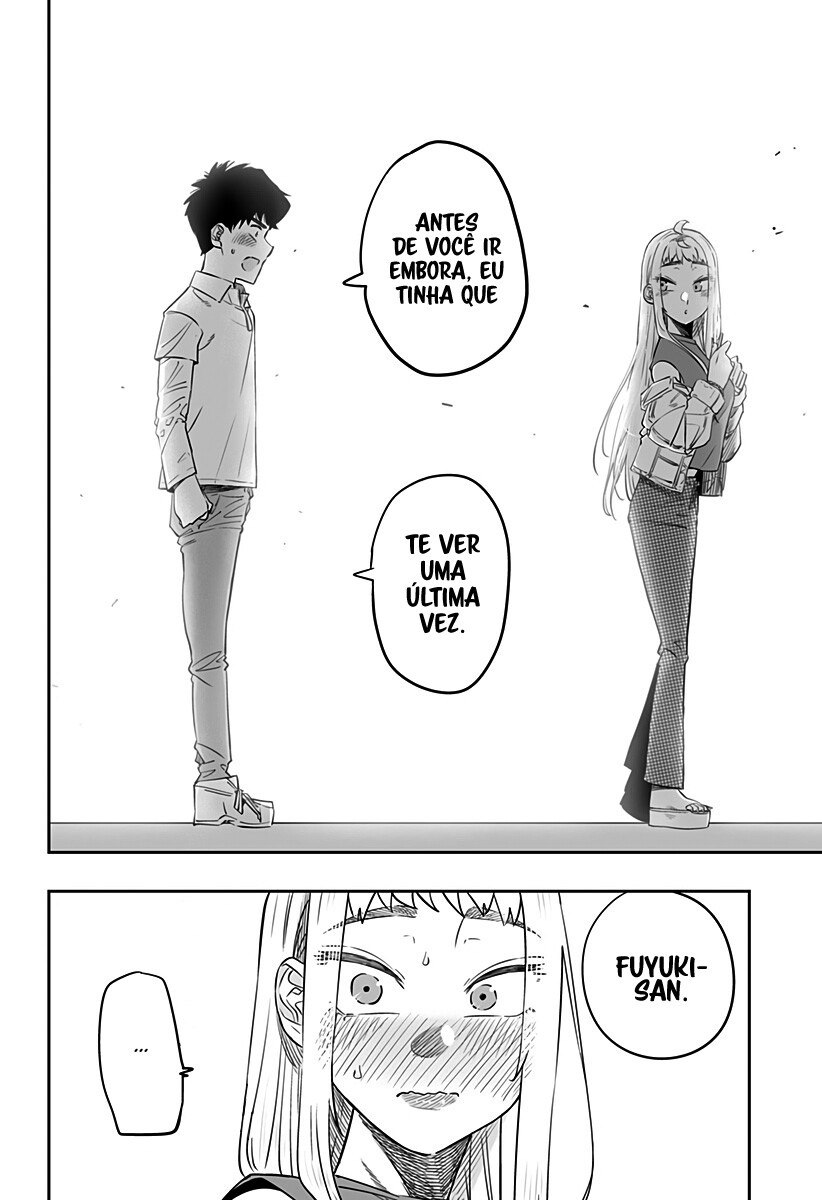 ANTES
DE VOCÊ IR
EMBORA, EU
TINHA QUE
TE VER
UMA
ÚLTIMA
VEZ.
FUYUKI-
SAN.
...